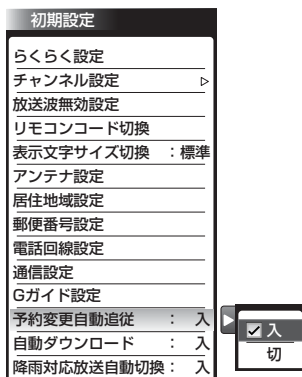 初期設定
らくらく設定
チャンネル設定 ▷
放送波無効設定
リモコンコード切換
表示文字サイズ切換 ：標準
アンテナ設定
居住地域設定
郵便番号設定
電話回線設定
通信設定
Gガイド設定
予約変更自動追従 ： 入
自動ダウンロード ： 入
降雨対応放送自動切換： 入
入
切